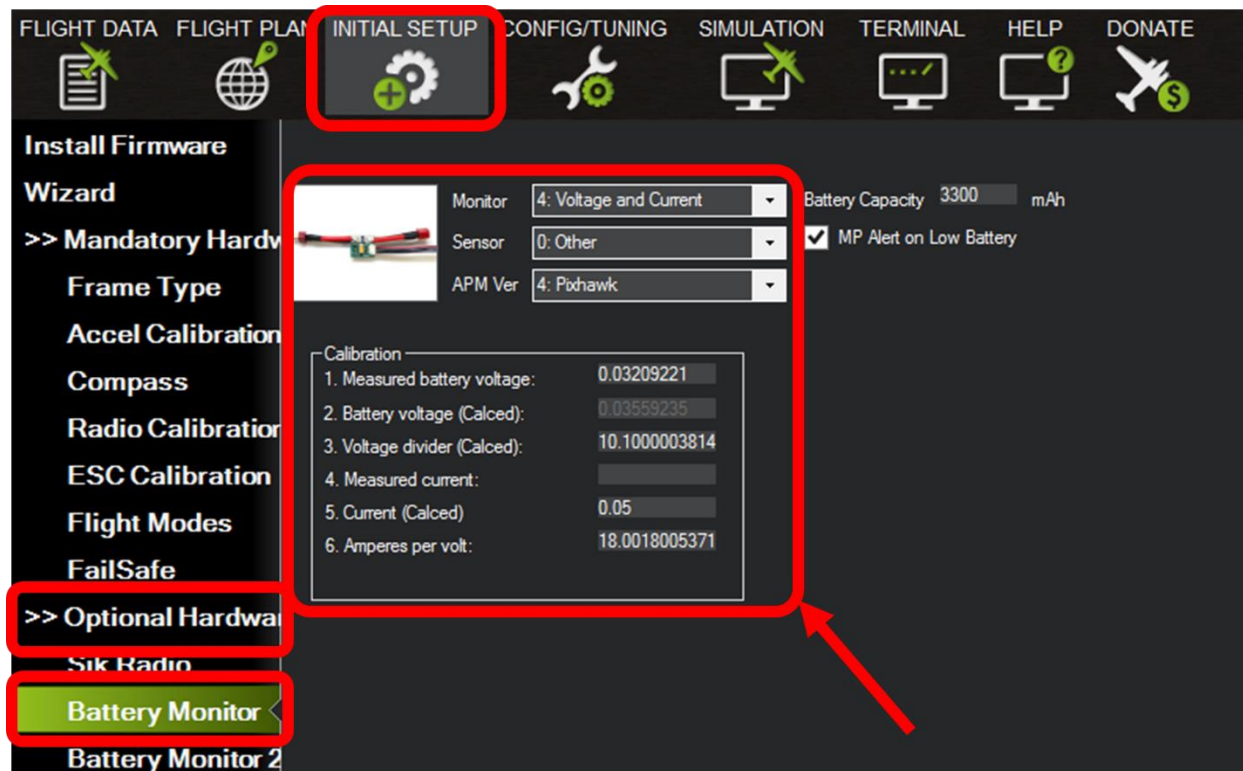 FLIGHT DATA FLIGHT PLAN INITIAL SETUP CONFIG/TUNING SIMULATION TERMINAL HELP DONATE
Install Firmware
Wizard
>> Mandatory Hardw
Frame Type
Accel Calibration
Compass
Radio Calibration
ESC Calibration
Flight Modes
FailSafe
>> Optional Hardwar
Sik Radio
Battery Monitor
Battery Monitor 2
Monitor 4: Voltage and Current
Sensor 0: Other
APM Ver 4: Pixhawk
Battery Capacity 3300 mAh
MP Alert on Low Battery
Calibration
1. Measured battery voltage: 0.03209221
2. Battery voltage (Calced): 0.03559235
3. Voltage divider (Calced): 10.1000003814
4. Measured current:
5. Current (Calced) 0.05
6. Amperes per volt: 18.0018005371